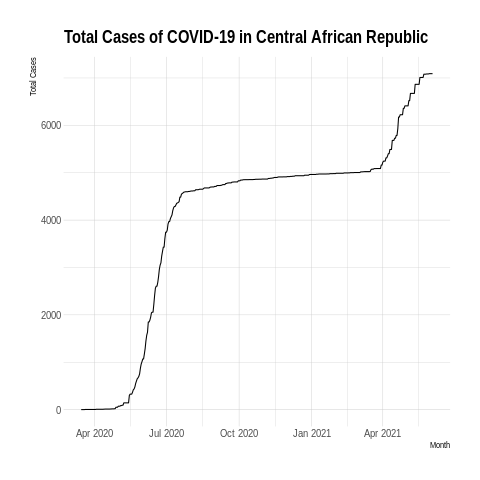 Total Cases of COVID-19 in Central African Republic
Total Cases
6000
4000
2000
0
Apr 2020 Jul 2020 Oct 2020 Jan 2021 Apr 2021
Month